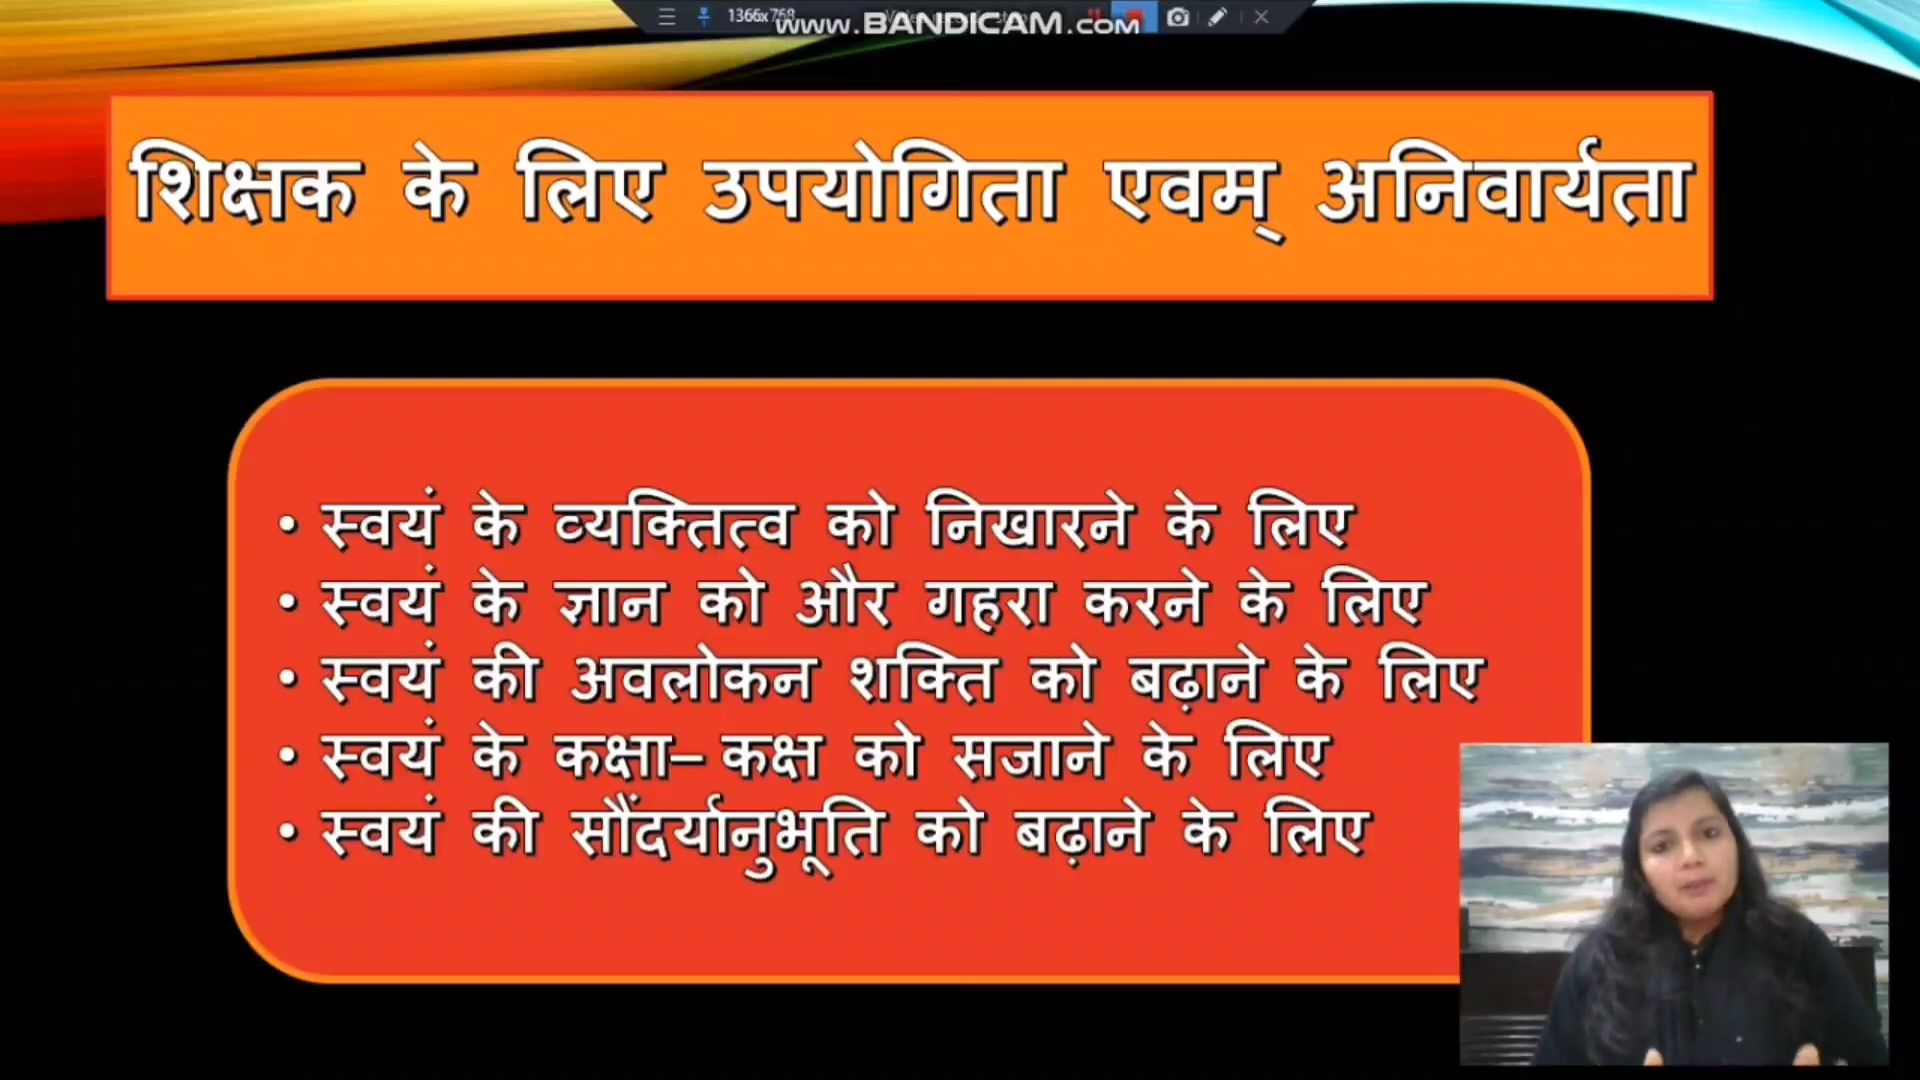 1366x768
www.BANDICAM.com
शिक्षक के लिए उपयोगिता एवम् अनिवार्यता
• स्वयं के व्यक्तित्व को निखारने के लिए
• स्वयं के ज्ञान को और गहरा करने के लिए
• स्वयं की अवलोकन शक्ति को बढ़ाने के लिए
• स्वयं के कक्षा– कक्ष को सजाने के लिए
• स्वयं की सौंदर्यानुभूति को बढ़ाने के लिए